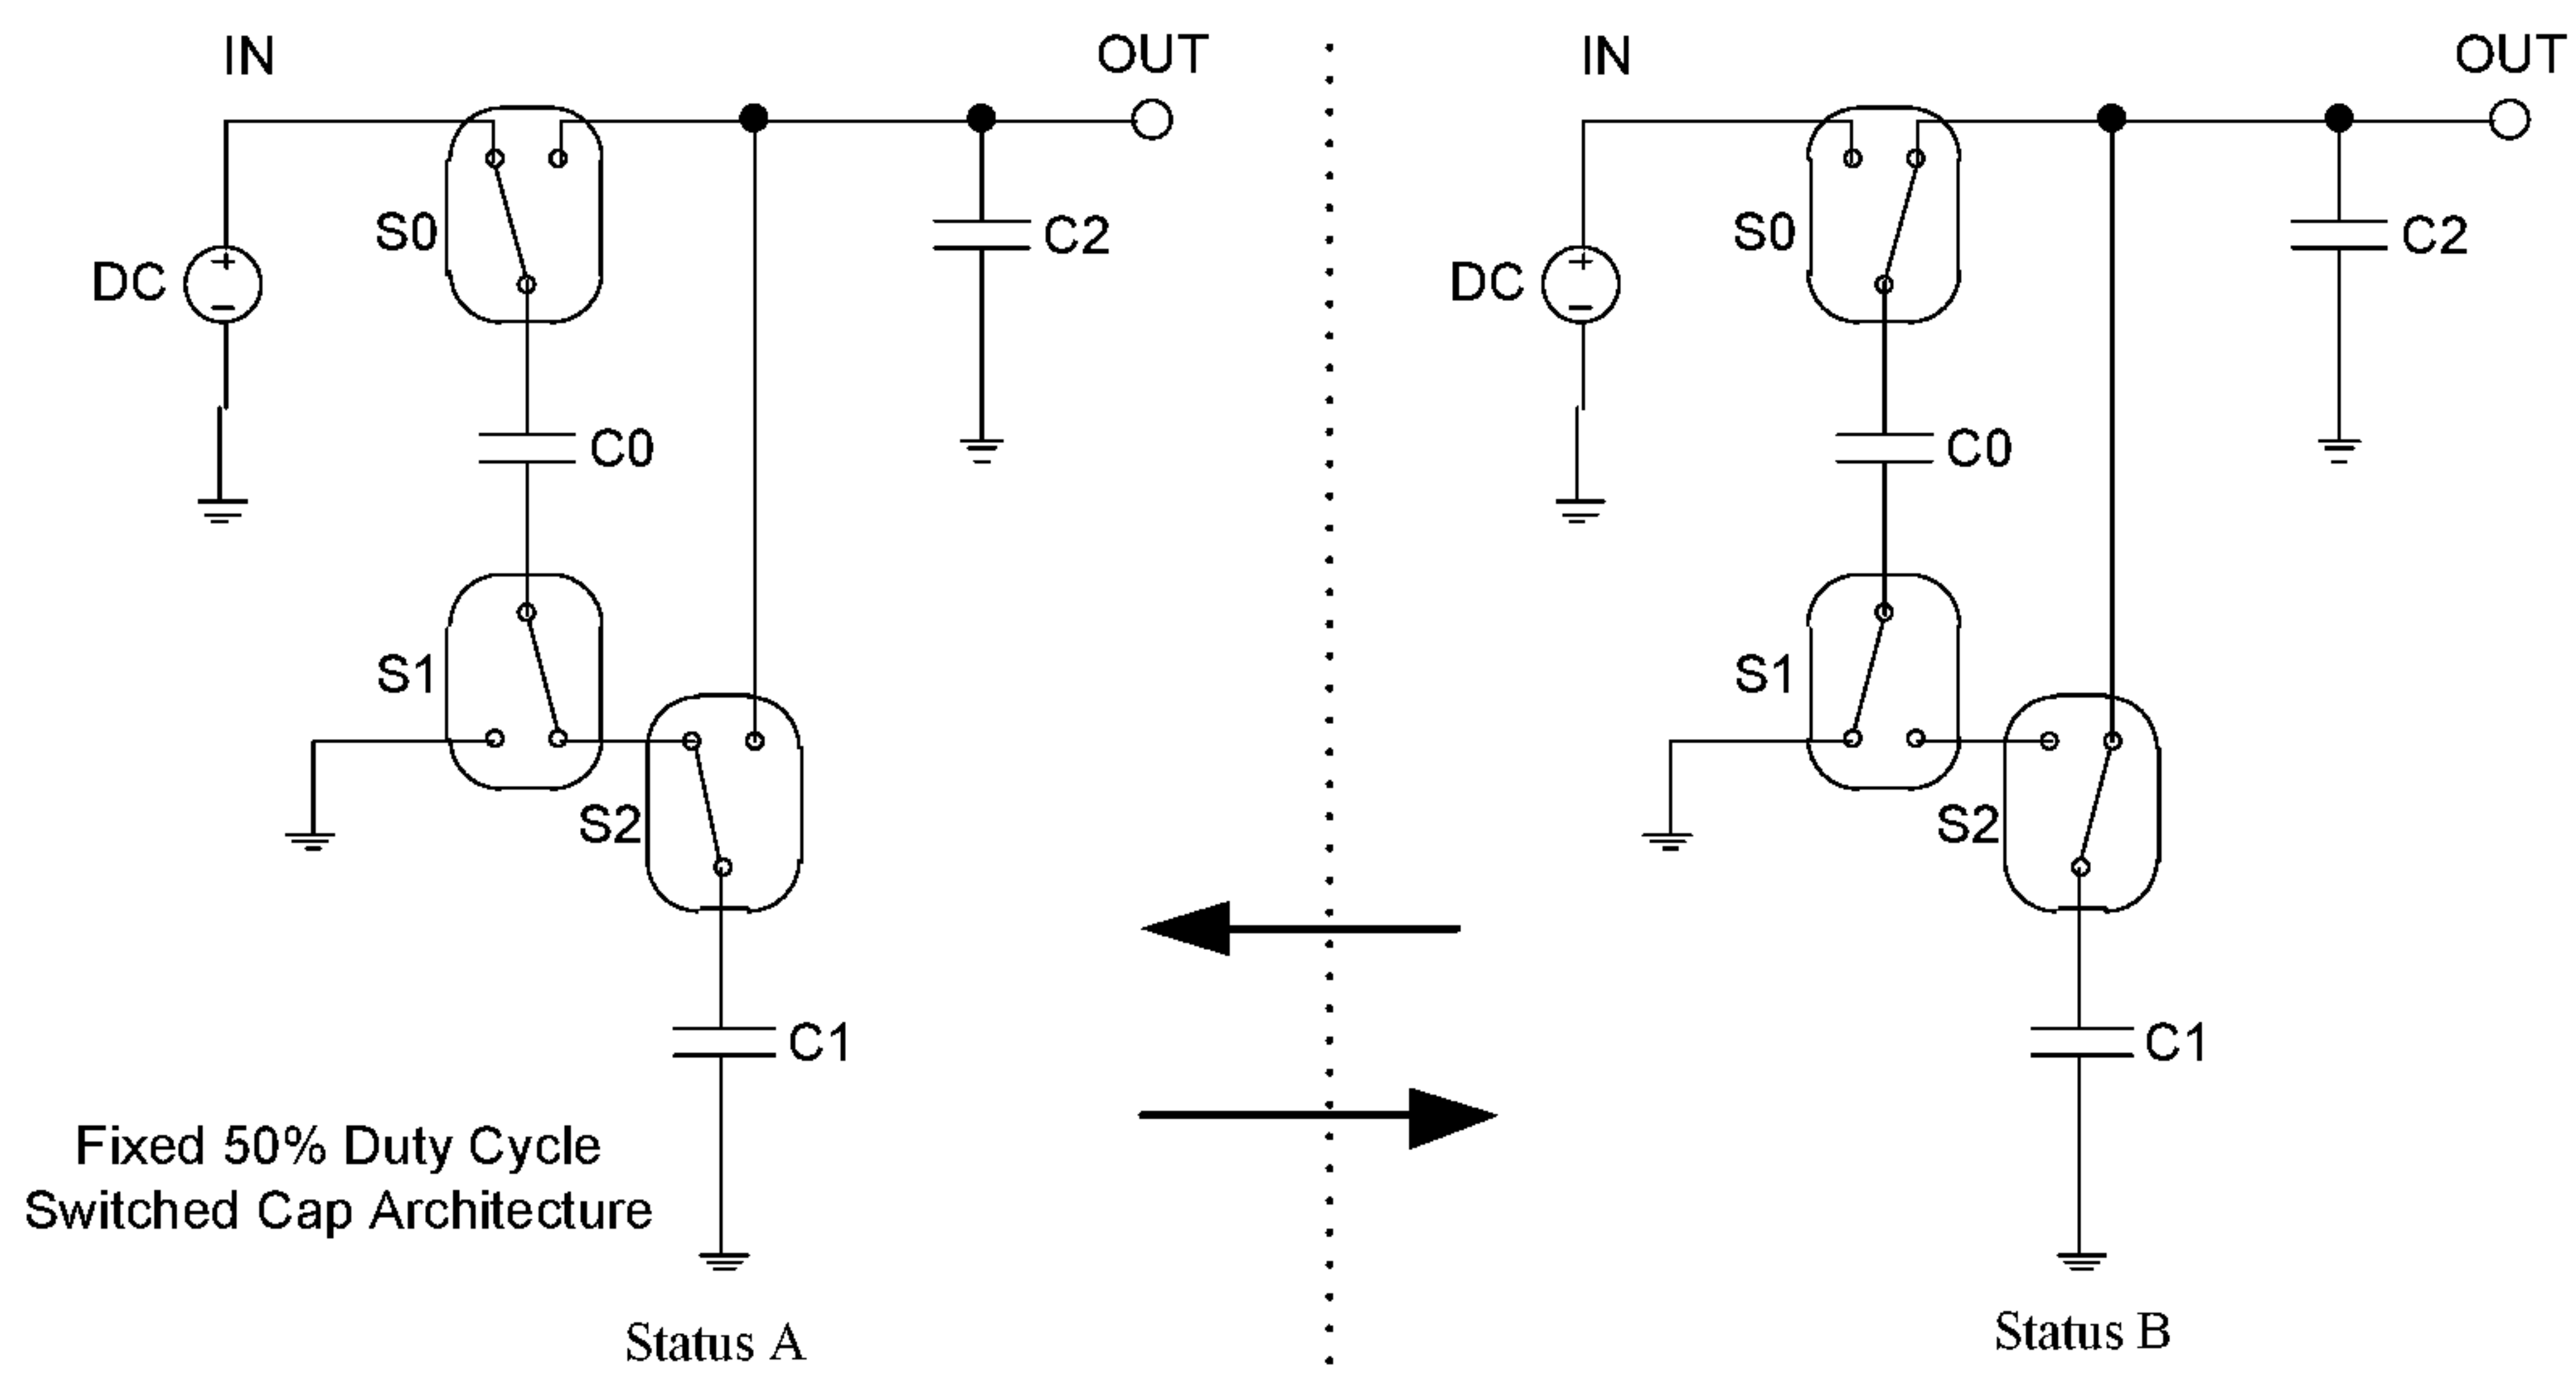 IN
OUT
S0
DC
+
−
C2
C0
S1
S2
C1
Fixed 50% Duty Cycle
Switched Cap Architecture
Status A
IN
OUT
S0
DC
+
−
C2
C0
S1
S2
C1
Status B